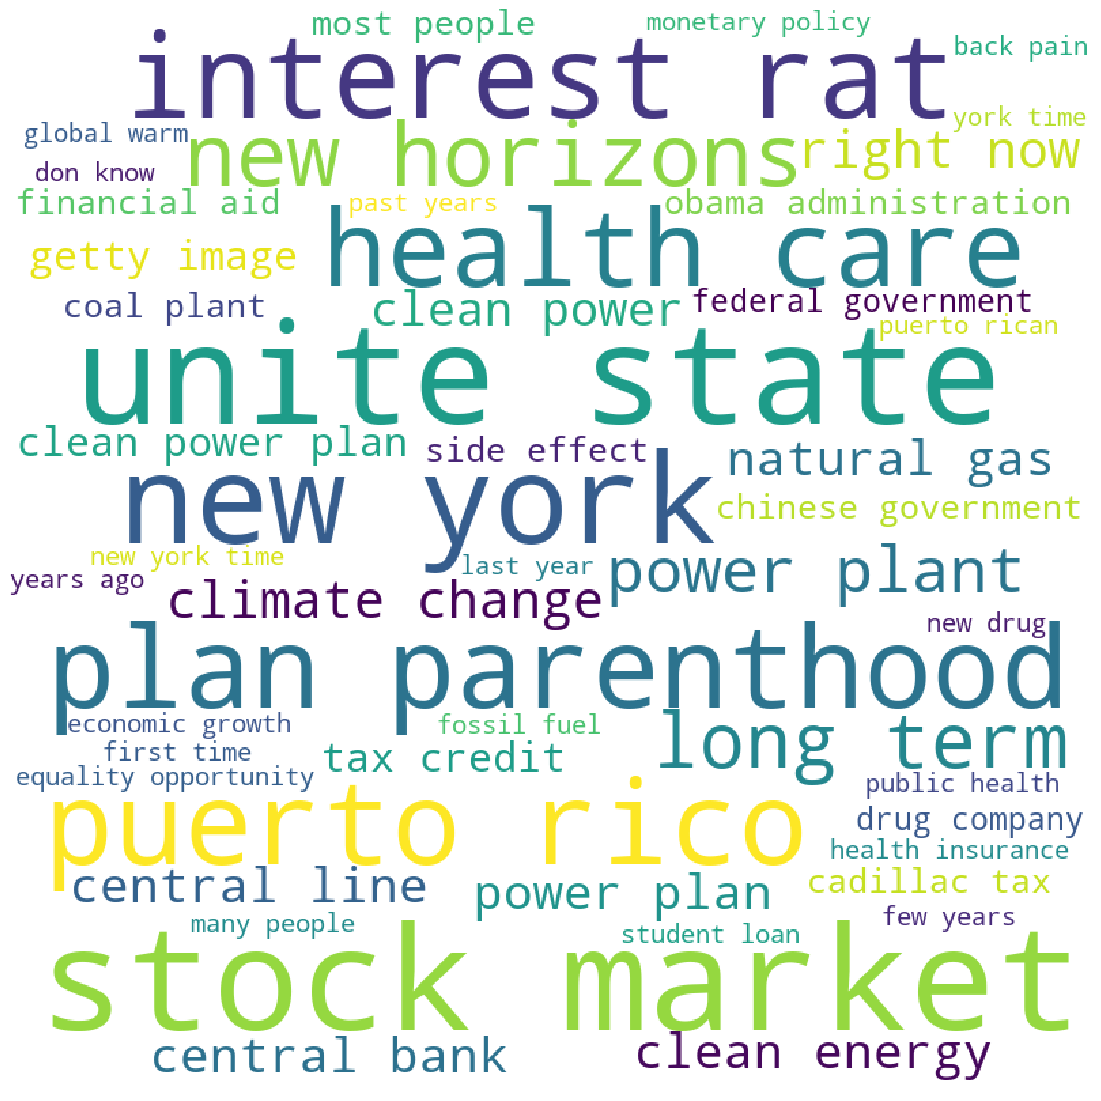 most people
monetary policy
interest rat
back pain
global warm
new horizons
right now
york time
don know
financial aid
past years
obama administration
getty image
health care
coal plant
clean power
federal government
puerto rican
unite state
clean power plan
side effect
natural gas
new york
chinese government
new york time
last year
power plant
years ago
climate change
new drug
plan parenthood
economic growth
fossil fuel
long term
first time
tax credit
equality opportunity
public health
puerto rico
drug company
health insurance
central line
power plan
cadillac tax
many people
few years
student loan
stock market
central bank
clean energy